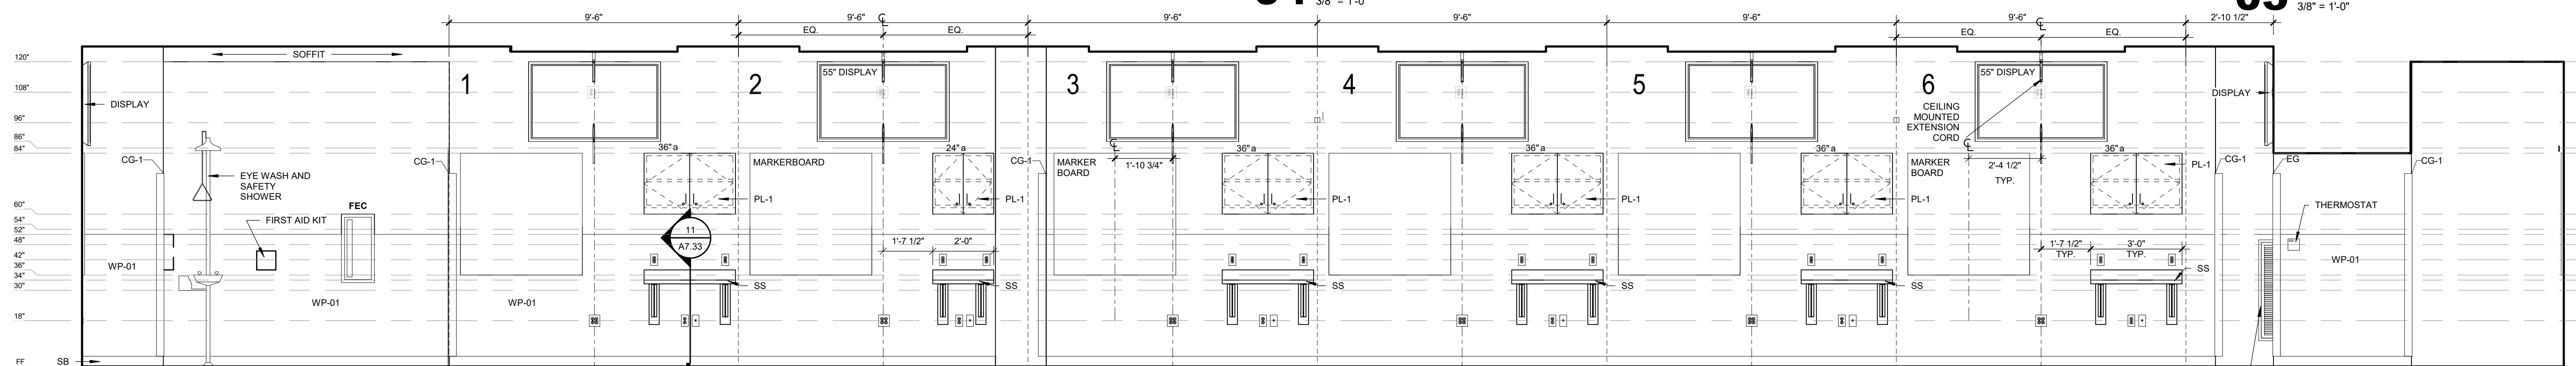 3/8" = 1'-0"
05
3/8" = 1'-0"
9'-6"
9'-6"
9'-6"
9'-6"
9'-6"
9'-6"
2'-10 1/2"
EQ.
EQ.
EQ.
EQ.
SOFFIT
120"
108"
96"
86"
84"
60"
54"
52"
48"
42"
36"
34"
30"
18"
FF
SB
DISPLAY
CG-1
EYE WASH AND
SAFETY
SHOWER
FIRST AID KIT
FEC
WP-01
WP-01
CG-1
WP-01
1
36"a
PL-1
11
A7.33
SS
2
55" DISPLAY
MARKERBOARD
24"a
PL-1
1'-7 1/2"
2'-0"
SS
CG-1
3
MARKER
BOARD
1'-10 3/4"
36"a
PL-1
SS
4
36"a
PL-1
SS
5
36"a
PL-1
SS
6
55" DISPLAY
CEILING
MOUNTED
EXTENSION
CORD
MARKER
BOARD
2'-4 1/2"
TYP.
36"a
PL-1
1'-7 1/2"
TYP.
3'-0"
TYP.
SS
DISPLAY
CG-1
EG
THERMOSTAT
WP-01
CG-1